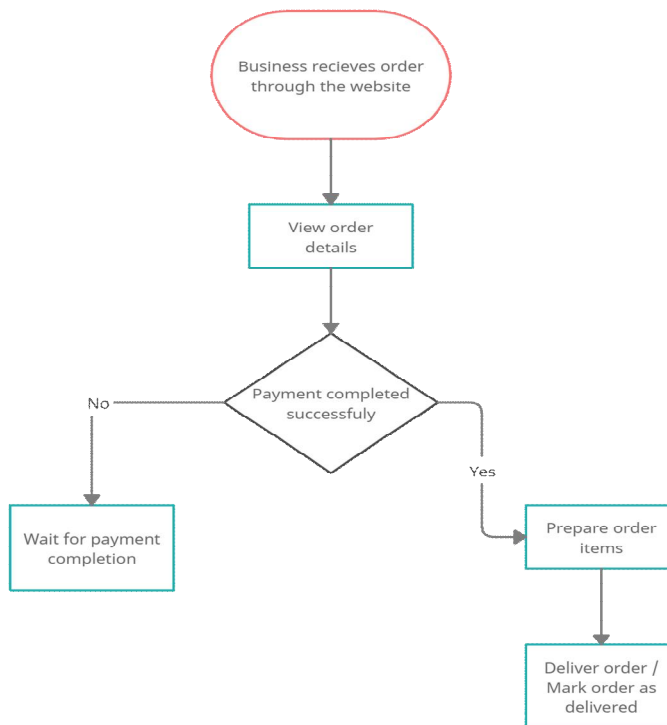 Business recieves order
through the website
View order
details
Payment completed
successfuly
No
Yes
Wait for payment
completion
Prepare order
items
Deliver order /
Mark order as
delivered